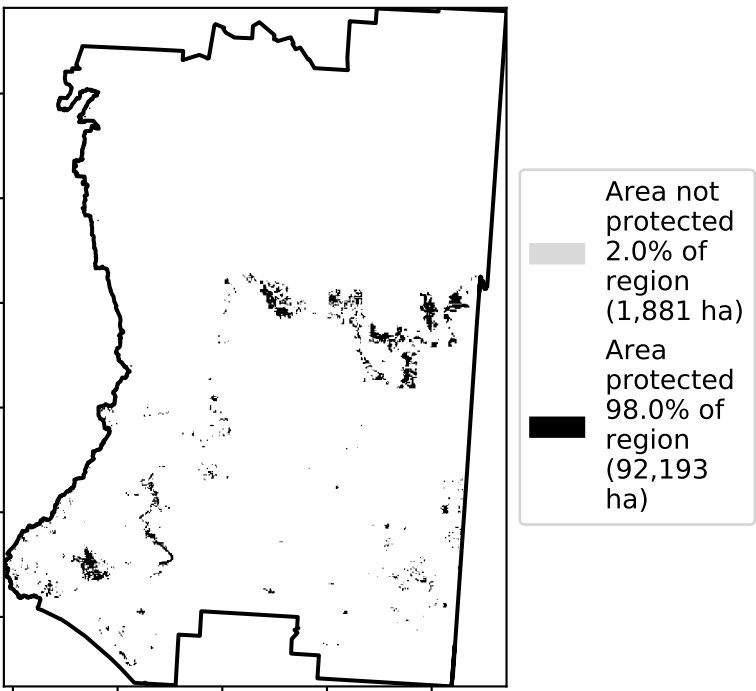 Area not
protected
2.0% of
region
(1,881 ha)
Area
protected
98.0% of
region
(92,193
ha)